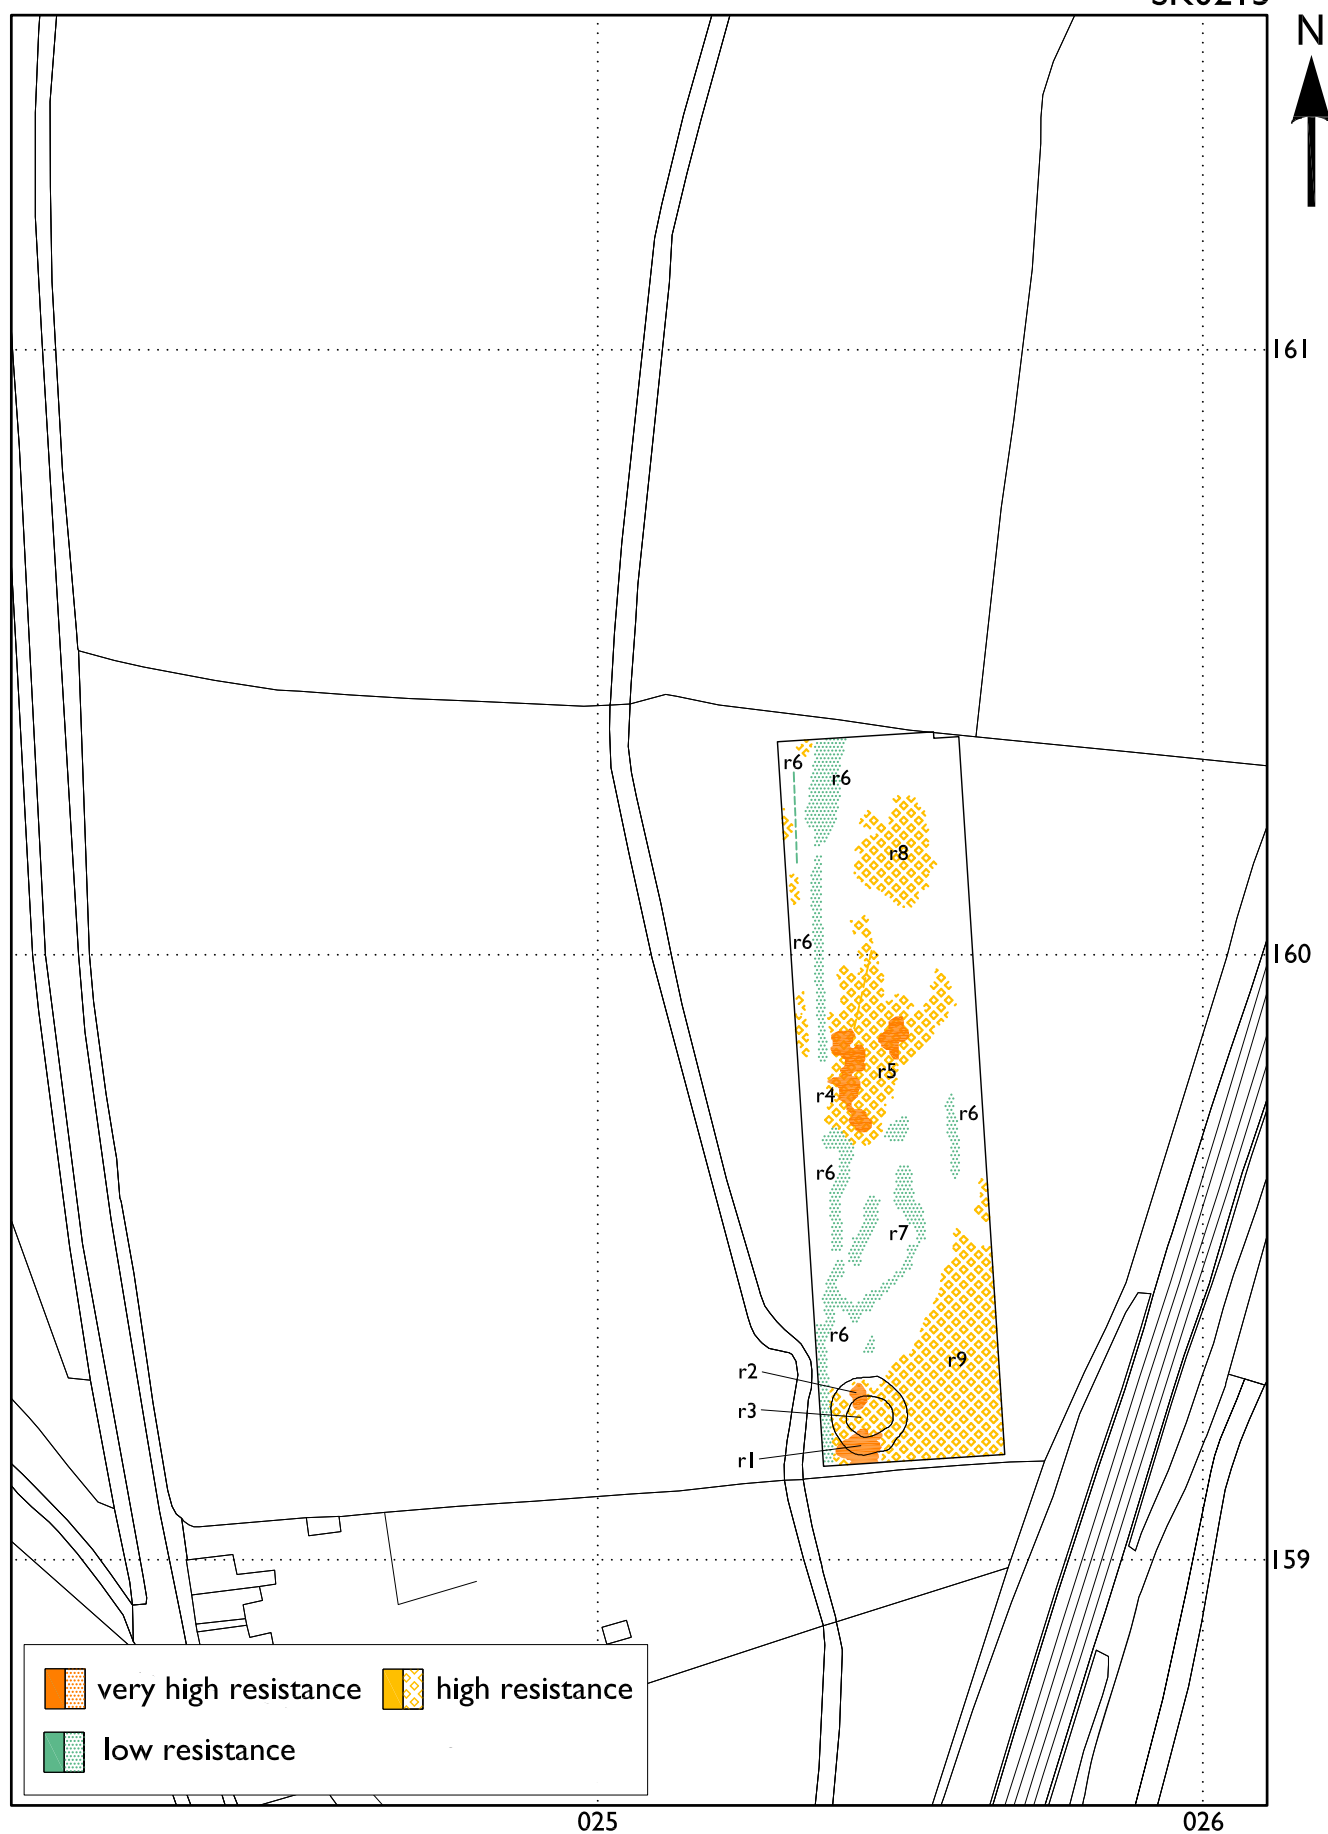 N
161
r6
r6
r8
r6
160
r5
r4
r6
r6
r7
r6
r9
r2
r3
r1
159
very high resistance
high resistance
low resistance
025
026